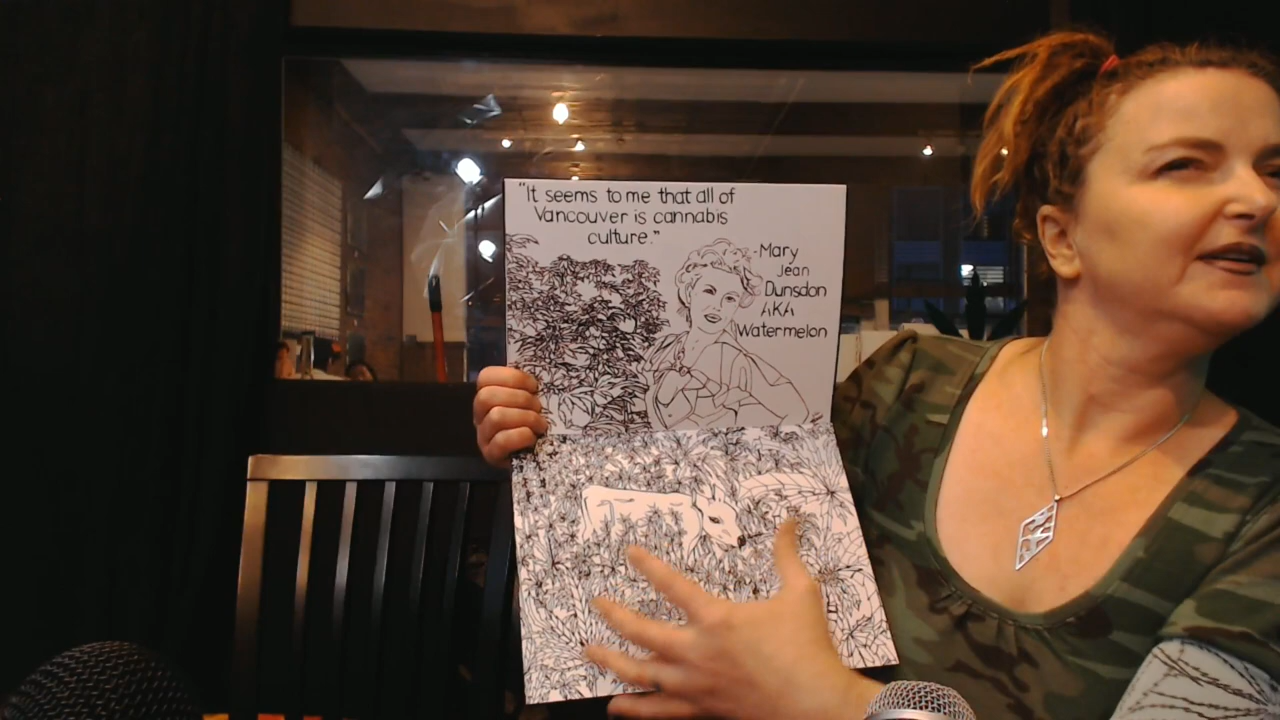 "It seems to me that all of
Vancouver is cannabis
culture."
-Mary
Jean
Dunsdon
AKA
Watermelon